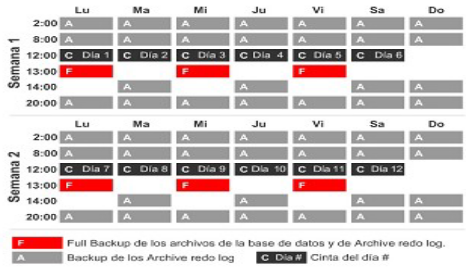 Lu Ma Mi Ju Vi Sa Do
Semana 1
2:00 A A A A A A A
8:00 A A A A A A A
12:00 C Día 1 C Día 2 C Día 3 C Día 4 C Día 5 C Día 6
13:00 F F F
14:00 A A A
20:00 A A A A A A A
Lu Ma Mi Ju Vi Sa Do
Semana 2
2:00 A A A A A A A
8:00 A A A A A A A
12:00 C Día 7 C Día 8 C Día 9 C Día 10 C Día 11 C Día 12
13:00 F F F
14:00 A A A
20:00 A A A A A A A
F Full Backup de los archivos de la base de datos y de Archive redo log.
A Backup de los Archive redo log C Día # Cinta del día #